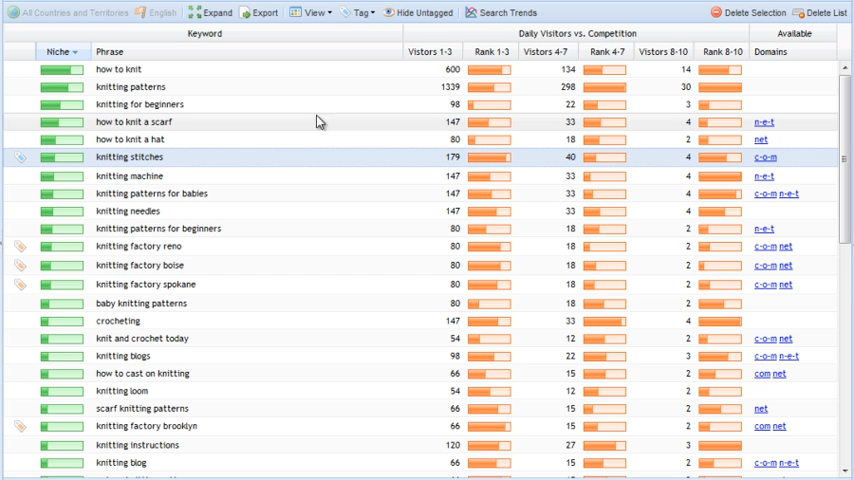 All Countries and Territories English Expand Export View Tag Hide Untagged Search Trends Delete Selection Delete List
Keyword Daily Visitors vs. Competition Available
Niche Phrase Vistors 1-3 Rank 1-3 Vistors 4-7 Rank 4-7 Vistors 8-10 Rank 8-10 Domains
how to knit 600 134 14
knitting patterns 1339 298 30
knitting for beginners 98 22 3
how to knit a scarf 147 33 4 n-e-t
how to knit a hat 80 18 2 net
knitting stitches 179 40 4 c-o-m
knitting machine 147 33 4 n-e-t
knitting patterns for babies 147 33 4 c-o-m n-e-t
knitting needles 147 33 4
knitting patterns for beginners 80 18 2 n-e-t
knitting factory reno 80 18 2 c-o-m net
knitting factory boise 80 18 2 c-o-m net
knitting factory spokane 80 18 2 c-o-m net
baby knitting patterns 80 18 2
crocheting 147 33 4
knit and crochet today 54 12 2 c-o-m net
knitting blogs 98 22 3 c-o-m n-e-t
how to cast on knitting 66 15 2 com net
knitting loom 54 12 2
scarf knitting patterns 66 15 2 net
knitting factory brooklyn 66 15 2 com net
knitting instructions 120 27 3
knitting blog 66 15 2 c-o-m n-e-t